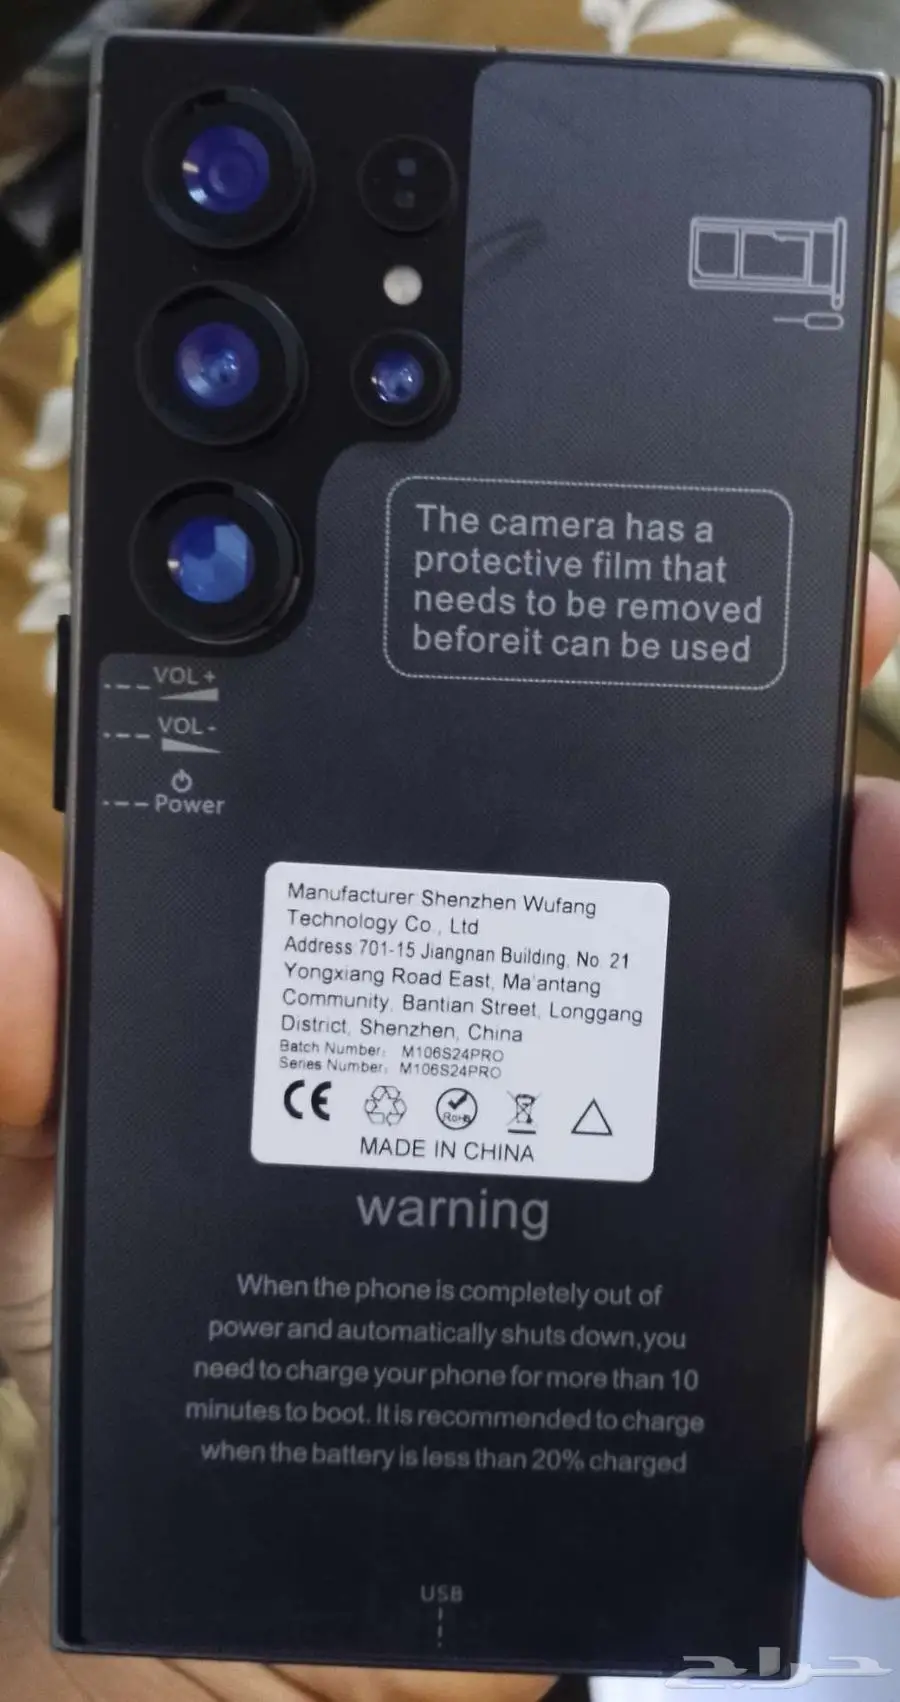 The camera has a
protective film that
needs to be removed
beforeit can be used
VOL+
VOL-
Power
Manufacturer Shenzhen Wufang
Technology Co., Ltd
Address 701-15 Jiangnan Building, No. 21
Yongxiang Road East, Ma'antang
Community, Bantian Street, Longgang
District, Shenzhen, China
Batch Number: M106S24PRO
Series Number: M106S24PRO
CE
RoHS
MADE IN CHINA
warning
When the phone is completely out of
power and automatically shuts down,you
need to charge your phone for more than 10
minutes to boot. It is recommended to charge
when the battery is less than 20% charged
USB
حراج